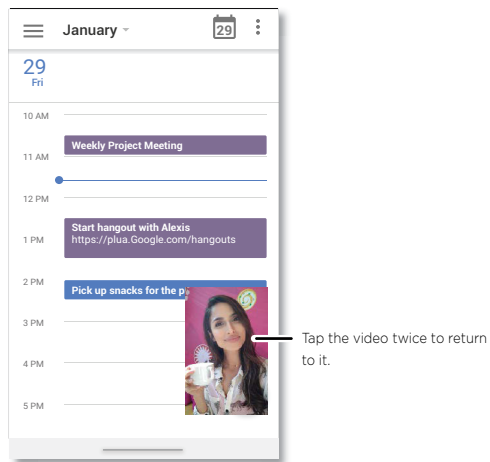 January
29
29
Fri
10 AM
Weekly Project Meeting
11 AM
12 PM
Start hangout with Alexis
https://plua.Google.com/hangouts
1 PM
2 PM
Pick up snacks for the p
3 PM
Tap the video twice to return
to it.
4 PM
5 PM